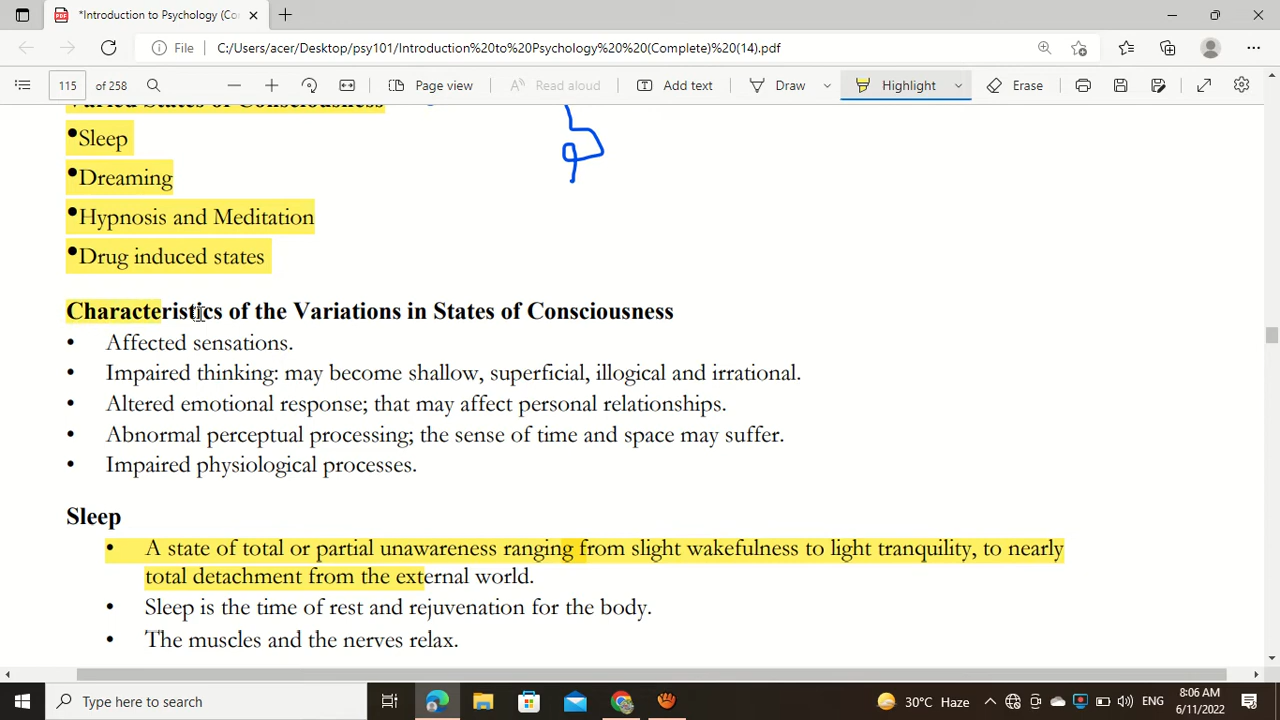 *Introduction to Psychology (Co
File
C:/Users/acer/Desktop/psy101/Introduction%20to%20Psychology%20%20(Complete)%20(14).pdf
115 of 258
Page view
Read aloud
Add text
Draw
Highlight
Erase
Varied States of Consciousness
•Sleep
•Dreaming
•Hypnosis and Meditation
•Drug induced states
Characteristics of the Variations in States of Consciousness
• Affected sensations.
• Impaired thinking: may become shallow, superficial, illogical and irrational.
• Altered emotional response; that may affect personal relationships.
• Abnormal perceptual processing; the sense of time and space may suffer.
• Impaired physiological processes.
Sleep
• A state of total or partial unawareness ranging from slight wakefulness to light tranquility, to nearly
total detachment from the external world.
• Sleep is the time of rest and rejuvenation for the body.
• The muscles and the nerves relax.
Type here to search
30°C Haze
ENG
8:06 AM
6/11/2022